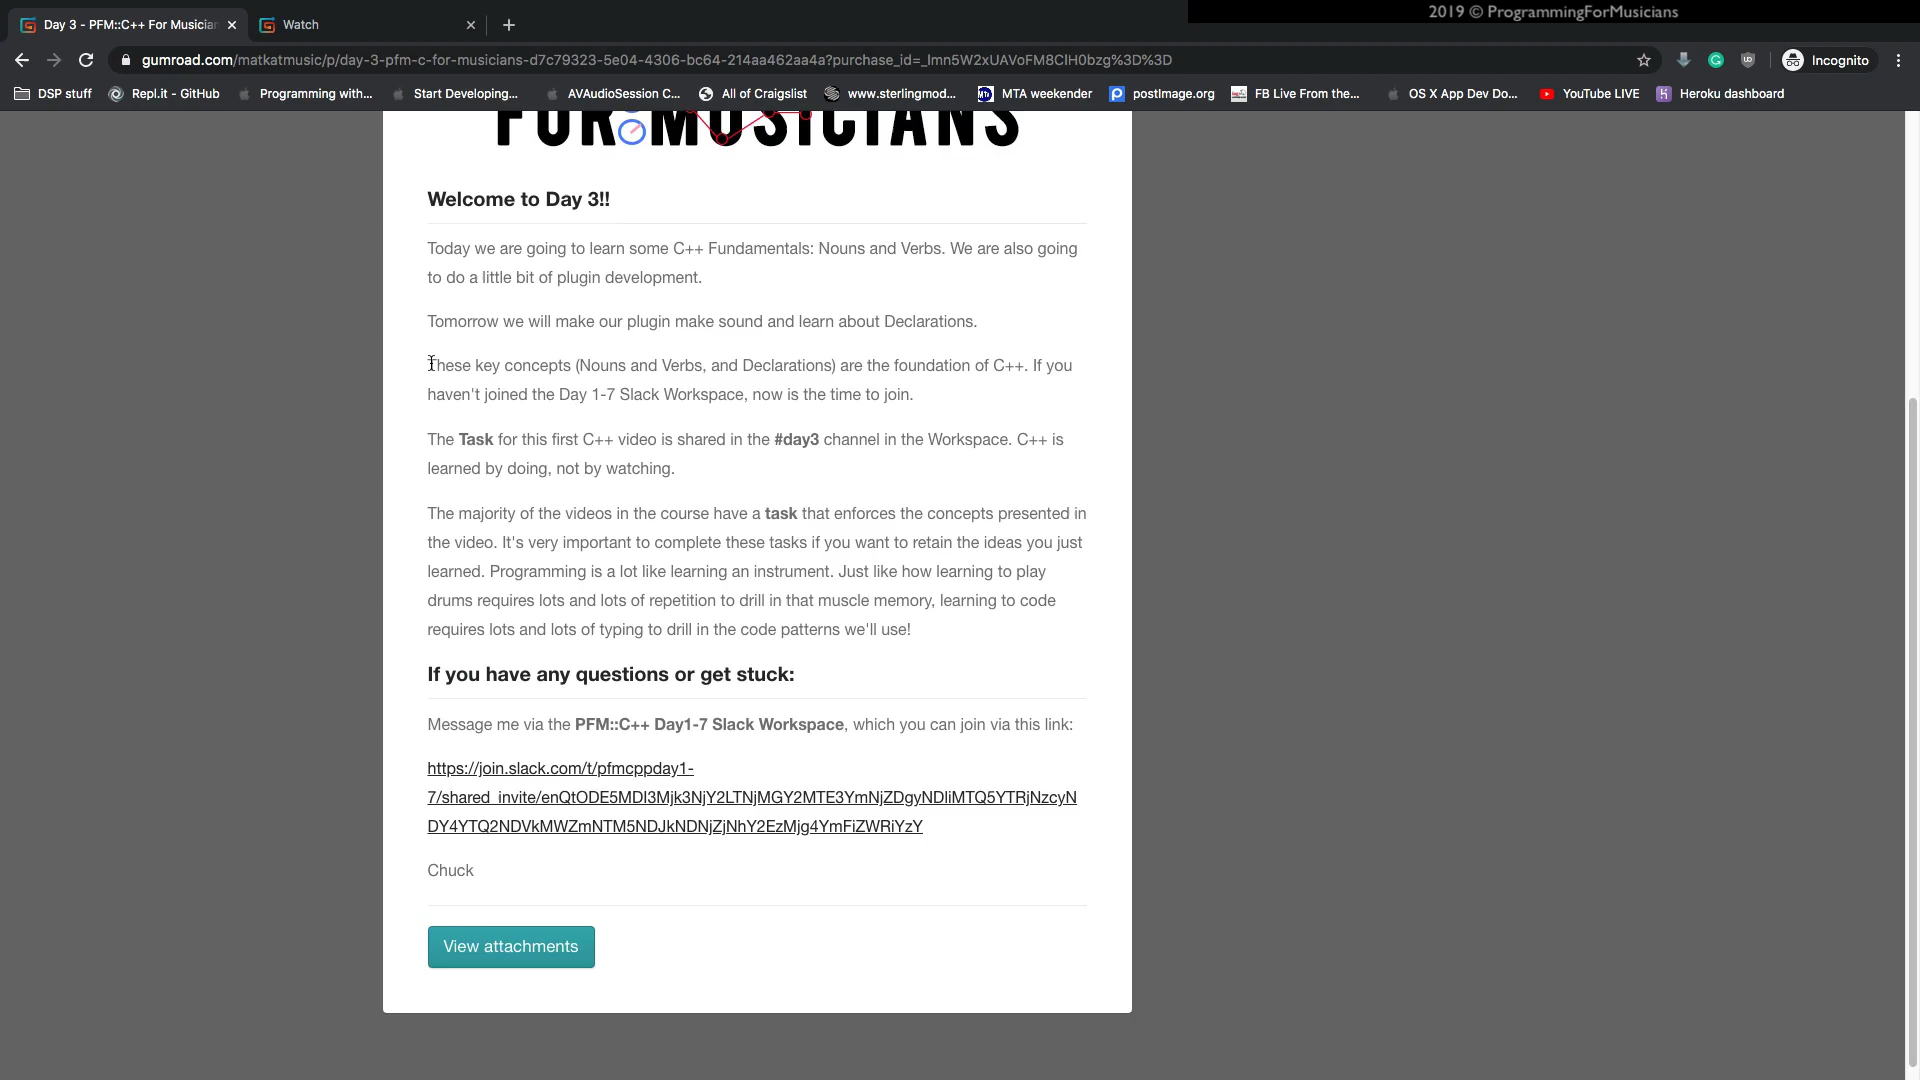 2019 © ProgrammingForMusicians
Day 3 - PFM::C++ For Musician
Watch
gumroad.com/matkatmusic/p/day-3-pfm-c-for-musicians-d7c79323-5e04-4306-bc64-214aa462aa4a?purchase_id=_Imn5W2xUAVoFM8CIH0bzg%3D%3D
Incognito
DSP stuff
Repl.it - GitHub
Programming with...
Start Developing...
AVAudioSession C...
All of Craigslist
www.sterlingmod...
MTA weekender
postImage.org
FB Live From the...
OS X App Dev Do...
YouTube LIVE
Heroku dashboard
FOR MUSICIANS
Welcome to Day 3!!
Today we are going to learn some C++ Fundamentals: Nouns and Verbs. We are also going
to do a little bit of plugin development.
Tomorrow we will make our plugin make sound and learn about Declarations.
These key concepts (Nouns and Verbs, and Declarations) are the foundation of C++. If you
haven't joined the Day 1-7 Slack Workspace, now is the time to join.
The Task for this first C++ video is shared in the #day3 channel in the Workspace. C++ is
learned by doing, not by watching.
The majority of the videos in the course have a task that enforces the concepts presented in
the video. It's very important to complete these tasks if you want to retain the ideas you just
learned. Programming is a lot like learning an instrument. Just like how learning to play
drums requires lots and lots of repetition to drill in that muscle memory, learning to code
requires lots and lots of typing to drill in the code patterns we'll use!
If you have any questions or get stuck:
Message me via the PFM::C++ Day1-7 Slack Workspace, which you can join via this link:
https://join.slack.com/t/pfmcppday1-
7/shared_invite/enQtODE5MDI3Mjk3NjY2LTNjMGY2MTE3YmNjZDgyNDliMTQ5YTRjNzcyN
DY4YTQ2NDVkMWZmNTM5NDJkNDNjZjNhY2EzMjg4YmFiZWRiYzY
Chuck
View attachments